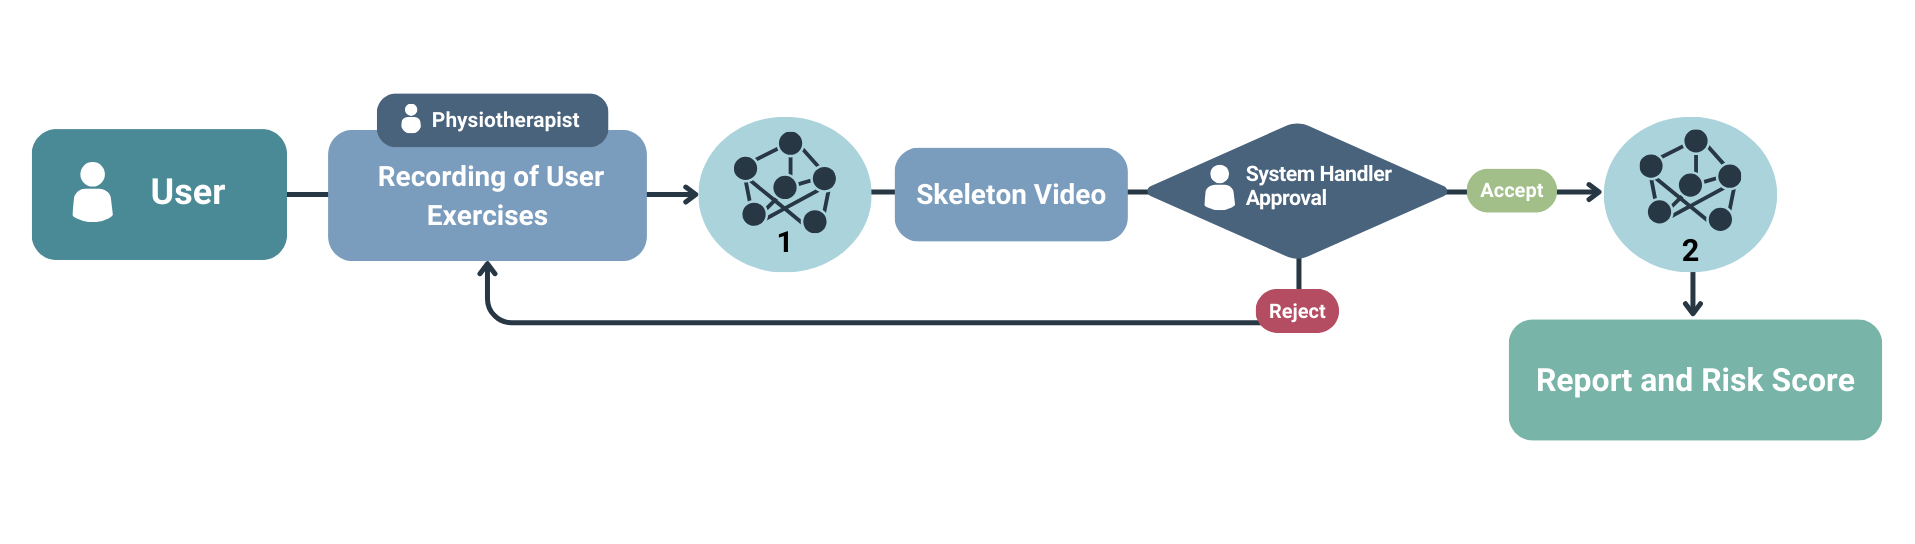 User
Physiotherapist
Recording of User
Exercises
1
Skeleton Video
System Handler
Approval
Accept
Reject
2
Report and Risk Score